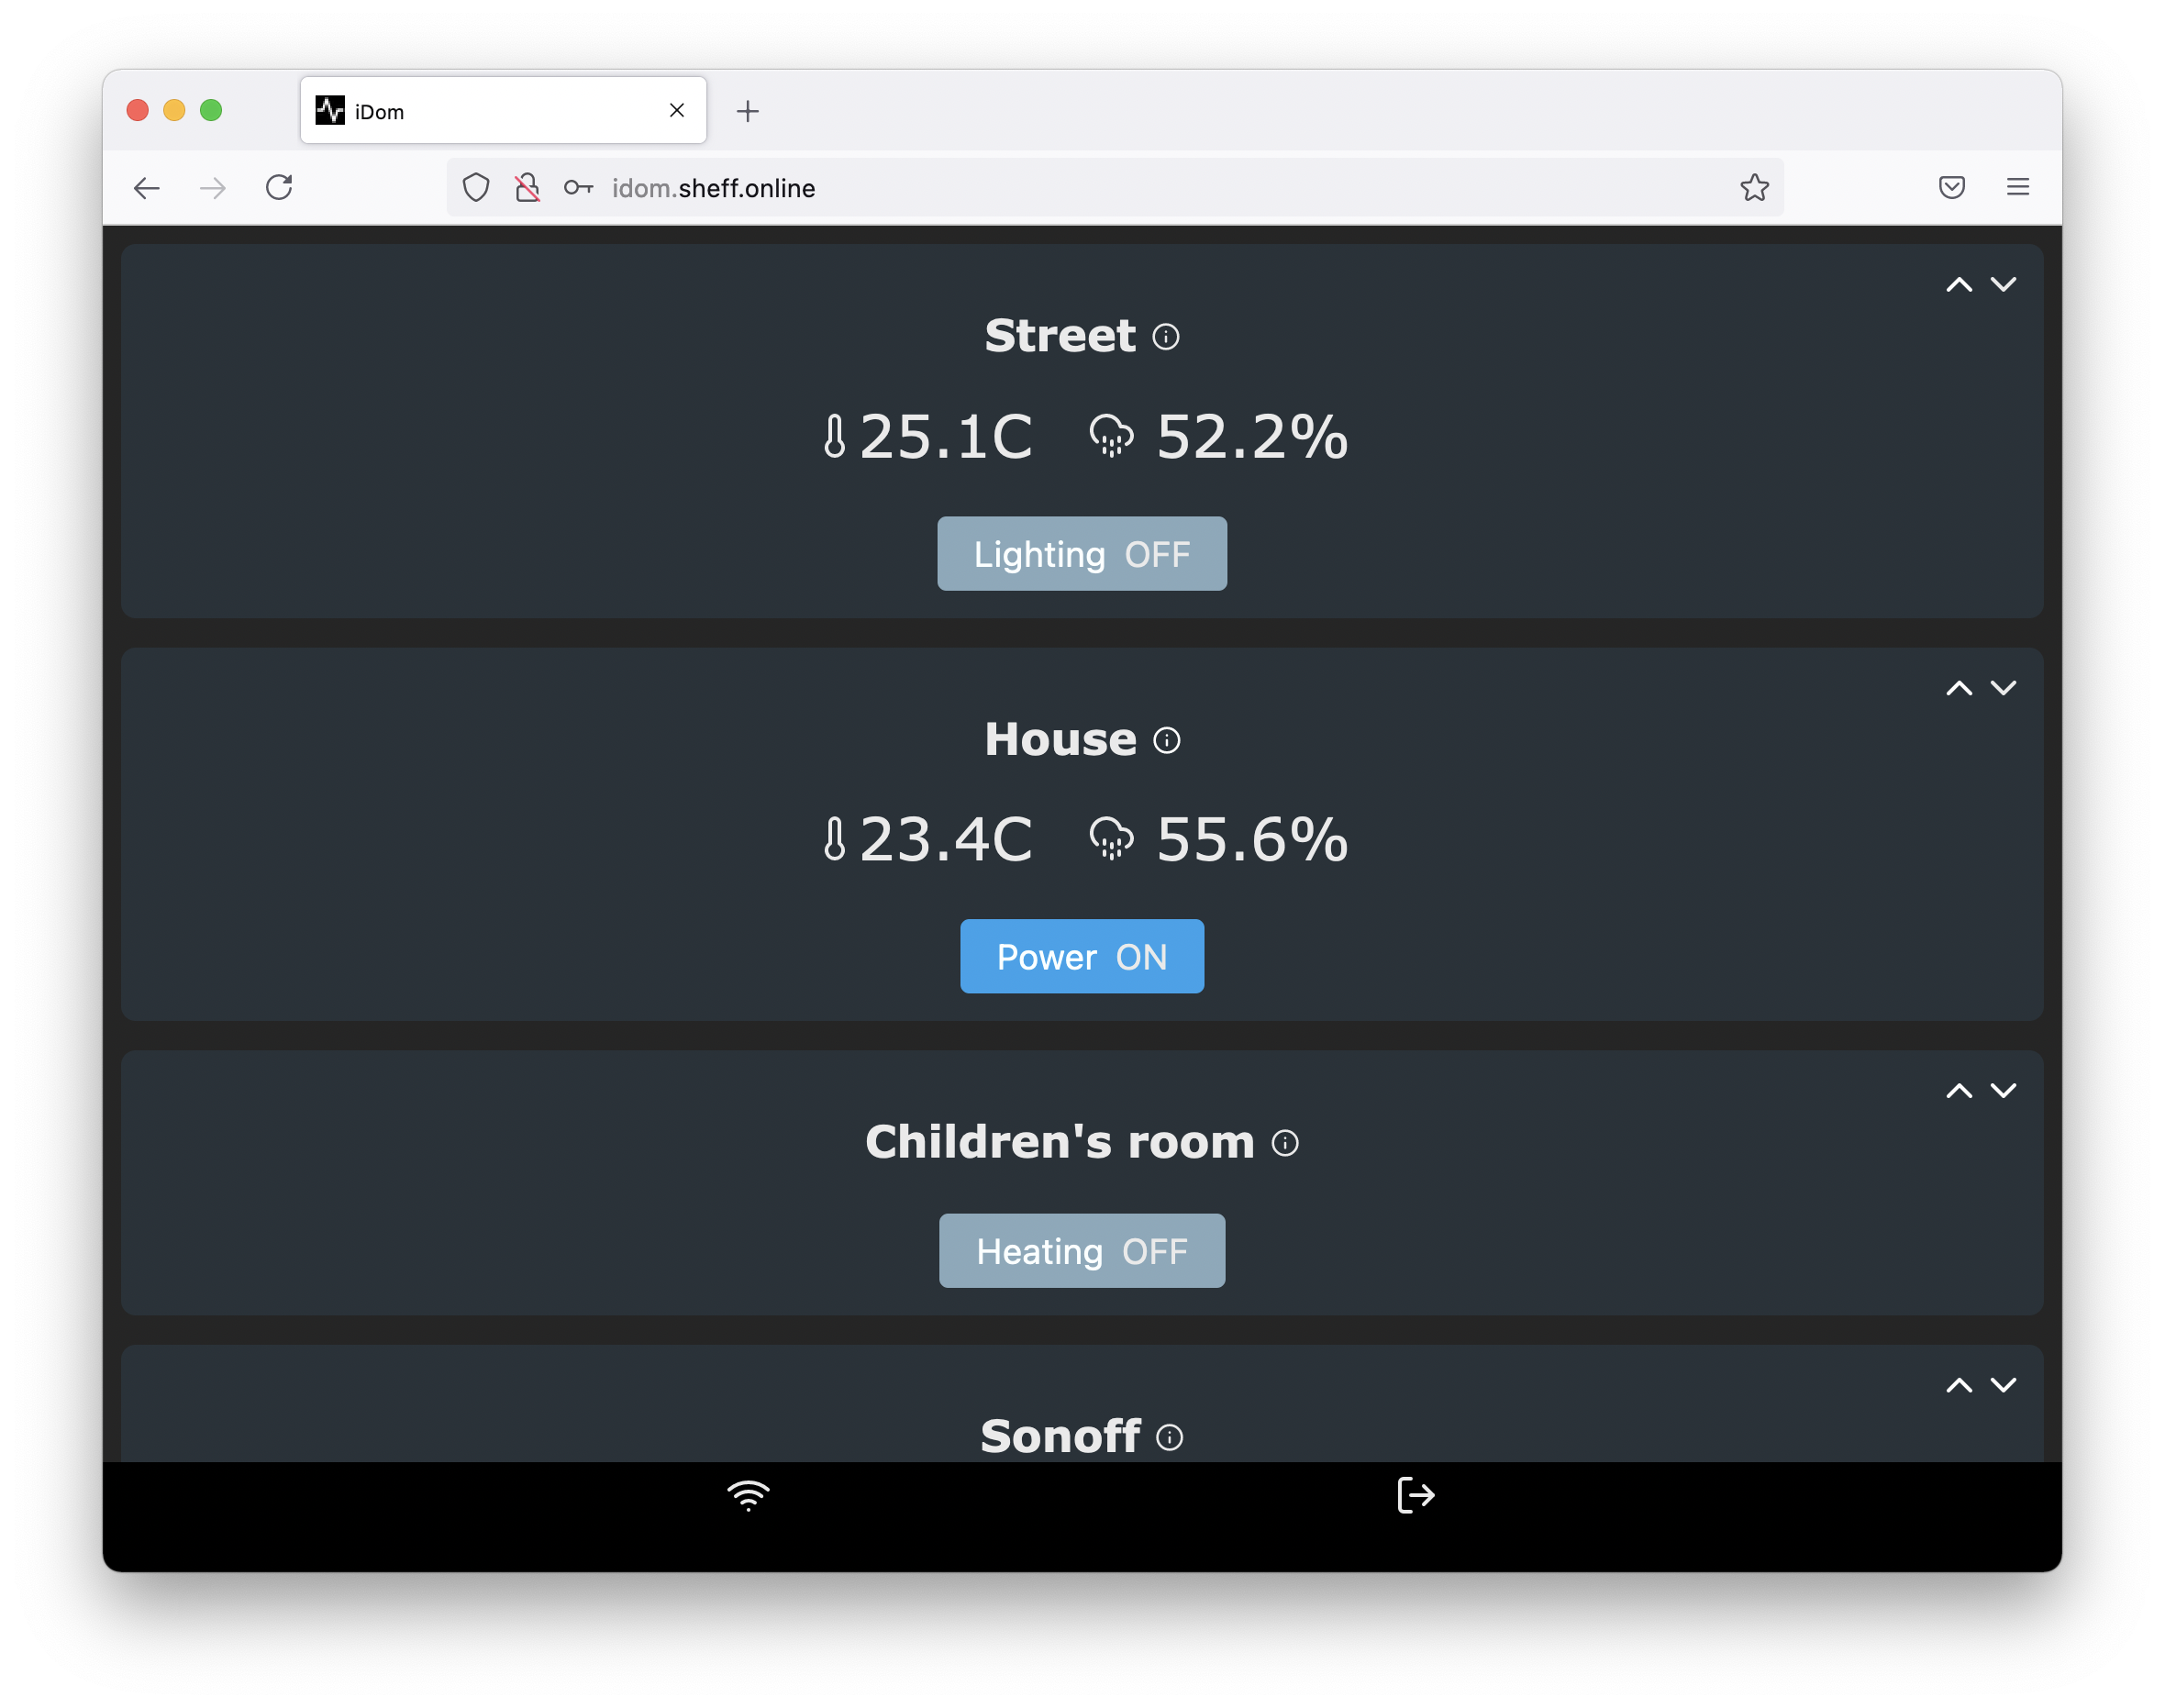 iDom
idom.sheff.online
Street
25.1C 52.2%
Lighting OFF
House
23.4C 55.6%
Power ON
Children's room
Heating OFF
Sonoff